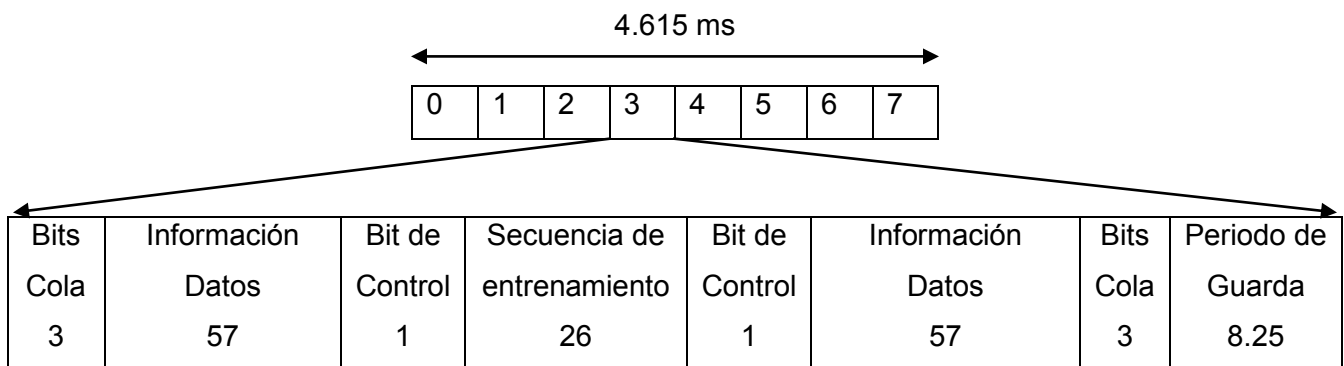 4.615 ms
0 1 2 3 4 5 6 7
Bits Información Bit de Secuencia de Bit de Información Bits Periodo de
Cola Datos Control entrenamiento Control Datos Cola Guarda
3 57 1 26 1 57 3 8.25